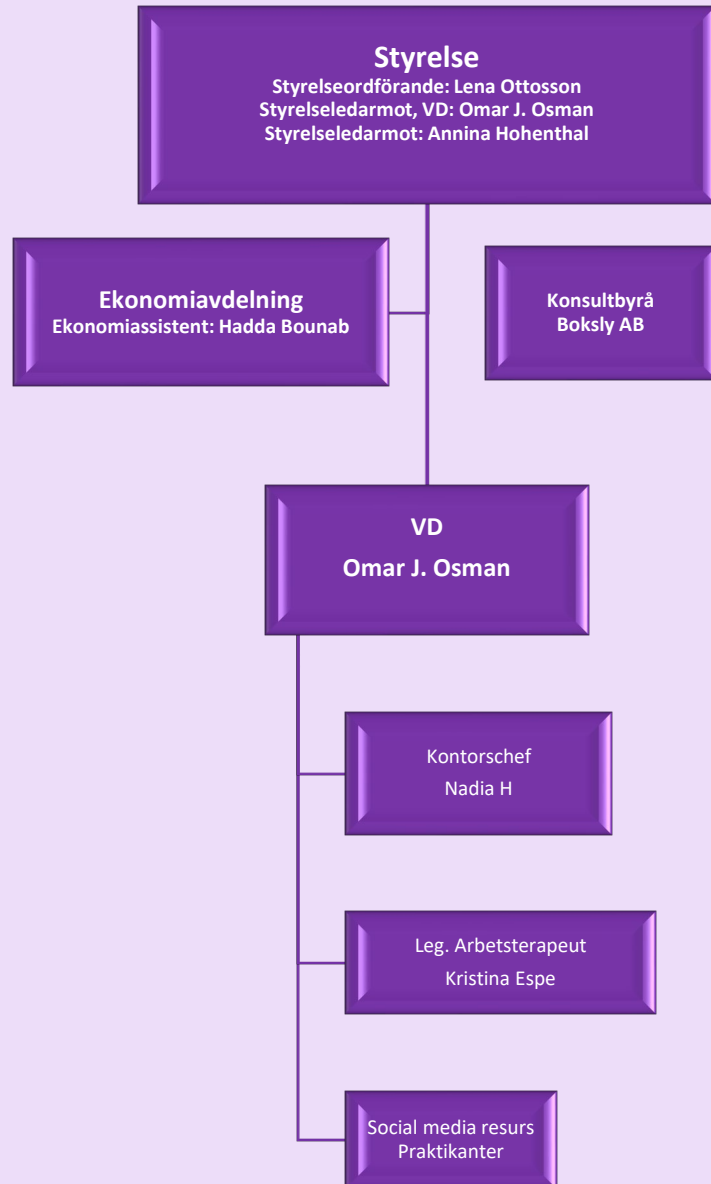 Styrelse
Styrelseordförande: Lena Ottosson
Styrelseledarmot, VD: Omar J. Osman
Styrelseledarmot: Annina Hohenthal
Ekonomiavdelning
Ekonomiassistent: Hadda Bounab
Konsultbyrå
Boksly AB
VD
Omar J. Osman
Kontorschef
Nadia H
Leg. Arbetsterapeut
Kristina Espe
Social media resurs
Praktikanter